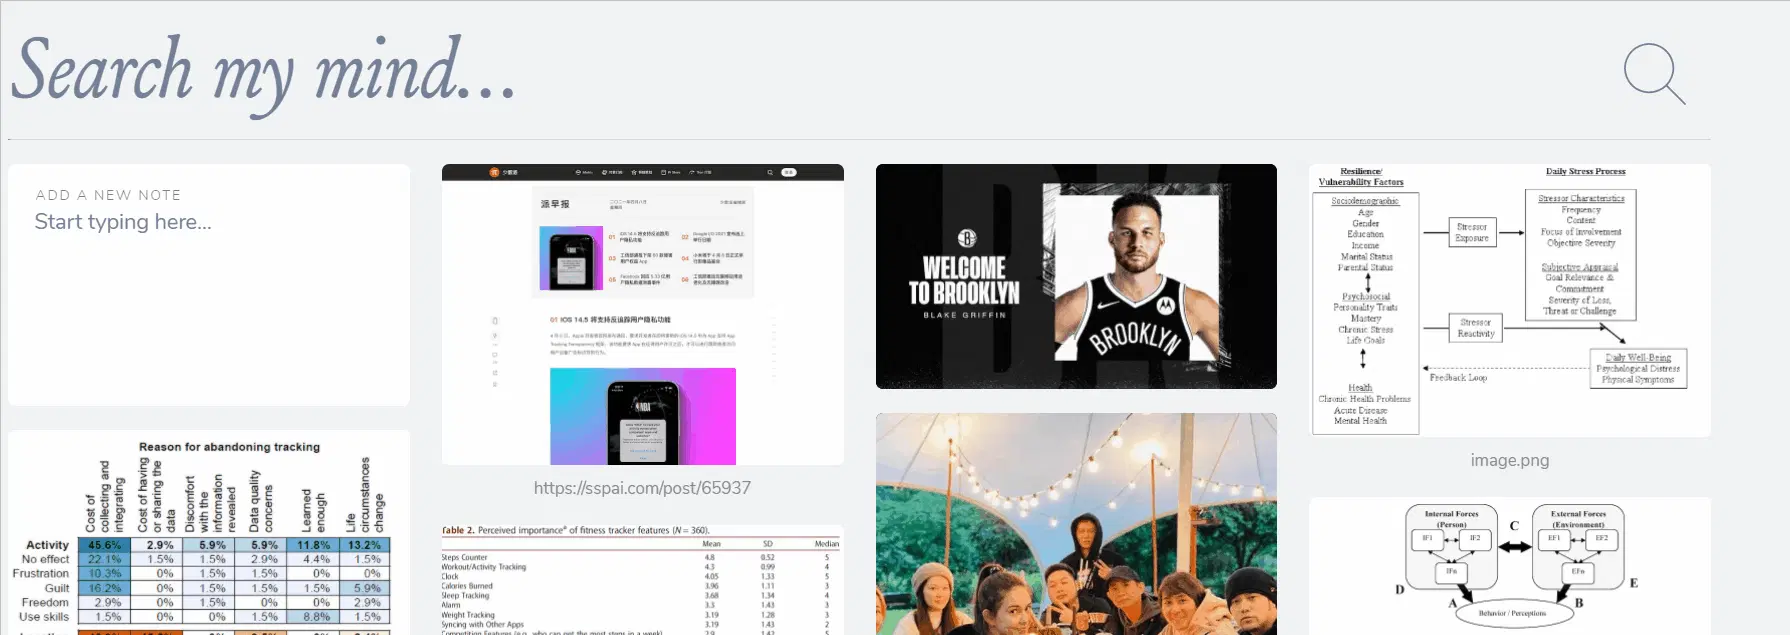 Search my mind...
ADD A NEW NOTE
Start typing here...
Reason for abandoning tracking
Cost of collecting and integrating
Cost of having or sharing the data
Discomfort with the information revealed
Data quality concerns
Learned enough
Life circumstances change
Activity 45.6% 2.9% 5.9% 5.9% 11.8% 13.2%
No effect 22.1% 1.5% 1.5% 2.9% 4.4% 1.5%
Frustration 10.3% 0% 1.5% 1.5% 0% 0%
Guilt 16.2% 0% 1.5% 1.5% 0% 5.9%
Freedom 2.9% 0% 1.5% 0% 0% 2.9%
Use skills 1.5% 0% 0% 1.5% 8.8% 1.5%
少数派
派早报
01 iOS 14.5 将支持反追踪用户隐私功能
https://sspai.com/post/65937
Table 2. Perceived importanceᵃ of fitness tracker features (N = 360).
Mean SD Median
Steps Counter 4.8 0.52 5
Workout/Activity Tracking 4.3 0.99 4
Clock 4.05 1.33 5
Calories Burned 3.96 1.11 3
Sleep Tracking 3.68 1.34 4
Alarm 3.3 1.43 3
Weight Tracking 3.19 1.28 3
Syncing with Other Apps 3.19 1.43 2
Competition Features (e.g., who can get the most steps in a week) 2.9 1.42 5
WELCOME
TO BROOKLYN
BLAKE GRIFFIN
BROOKLYN
Resilience/
Vulnerability Factors
Sociodemographic
Age
Gender
Education
Income
Marital Status
Parental Status
Psychosocial
Personality Traits
Mastery
Chronic Stress
Life Goals
Health
Chronic Health Problems
Acute Disease
Mental Health
Stressor
Exposure
Stressor
Reactivity
Daily Stress Process
Stressor Characteristics
Frequency
Content
Focus of Involvement
Objective Severity
Subjective Appraisal
Goal Relevance &
Commitment
Severity of Loss,
Threat or Challenge
Daily Well-Being
Psychological Distress
Physical Symptoms
Feedback Loop
image.png
Internal Forces
(Person)
IF1 IF2
IFn
C
External Forces
(Environment)
EF1 EF2
EFn
D
E
A
B
Behavior / Perceptions